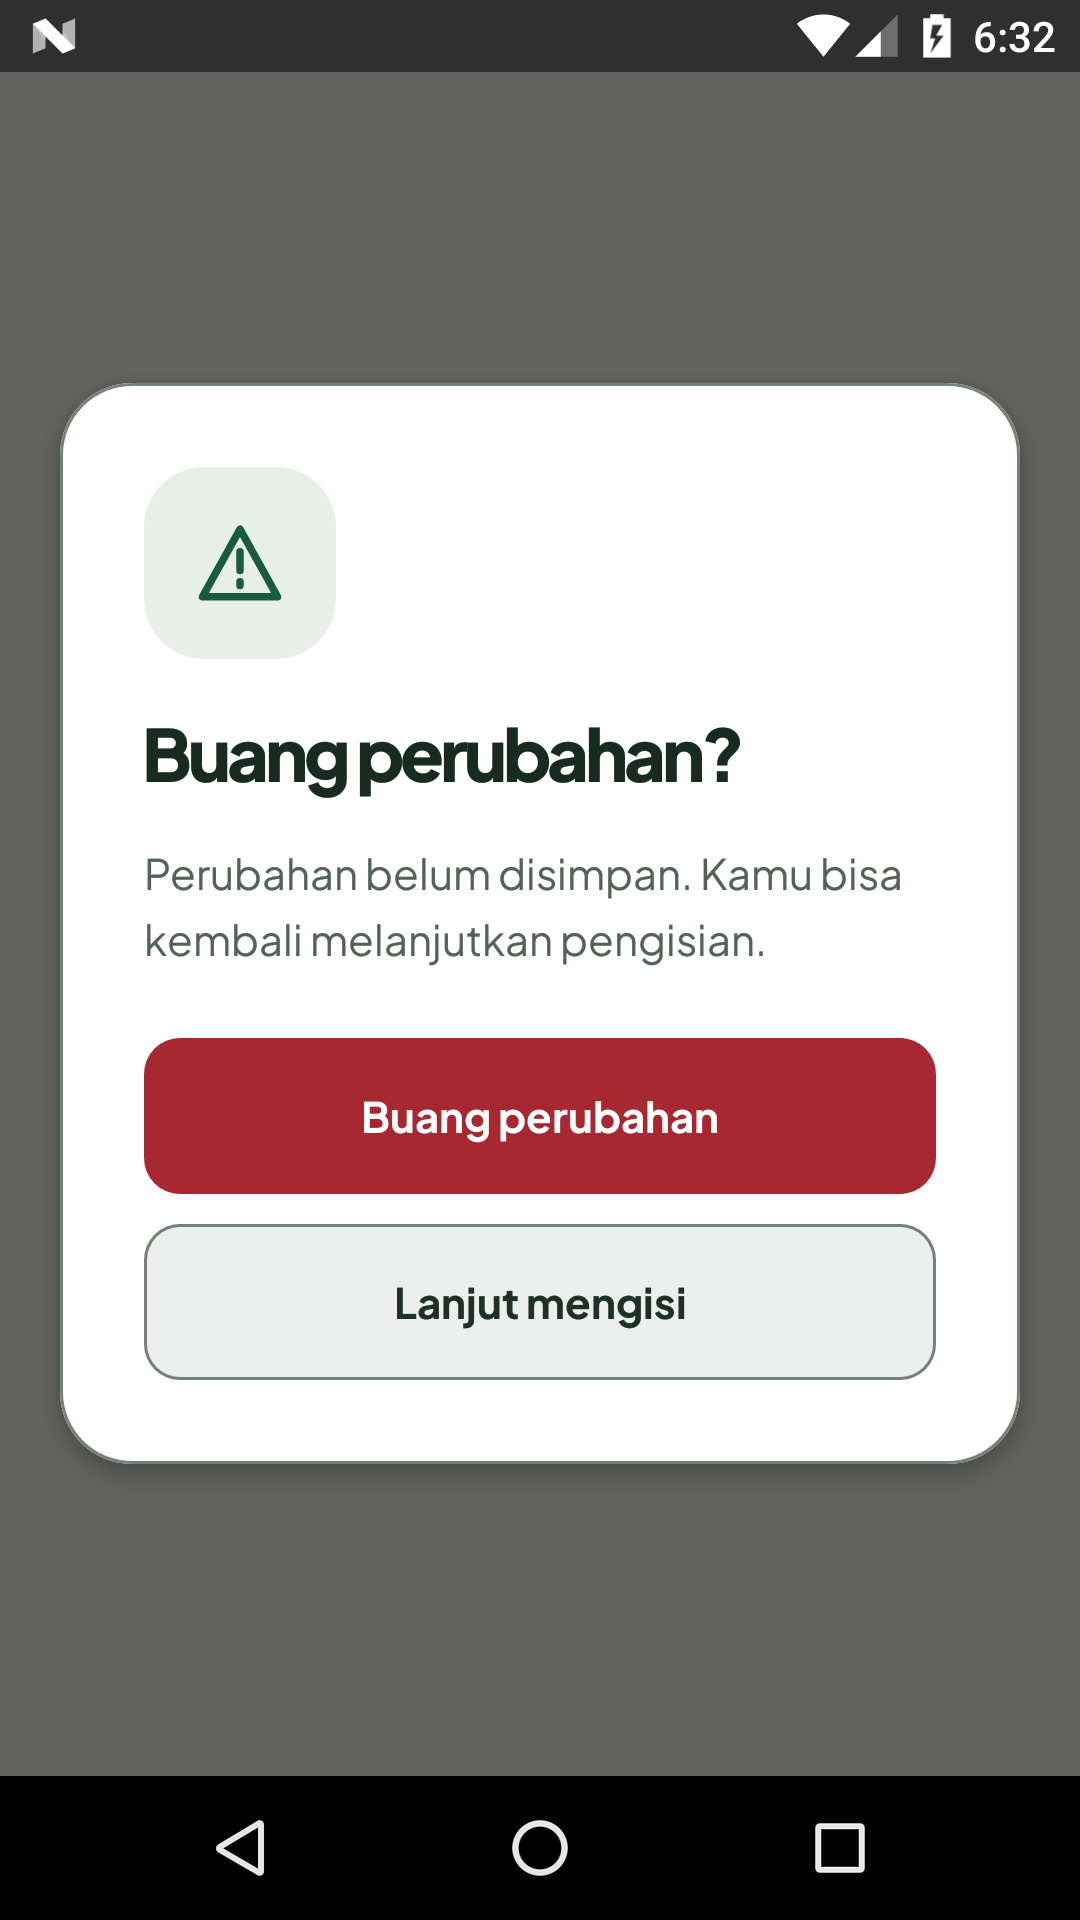 6:32
Buang perubahan?
Perubahan belum disimpan. Kamu bisa
kembali melanjutkan pengisian.
Buang perubahan
Lanjut mengisi